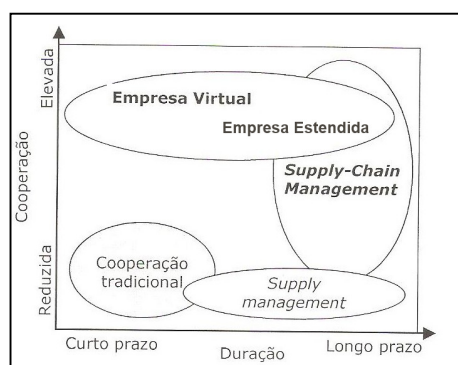 Elevada
Cooperação
Reduzida
Empresa Virtual
Empresa Estendida
Supply-Chain
Management
Cooperação
tradicional
Supply
management
Curto prazo
Duração
Longo prazo